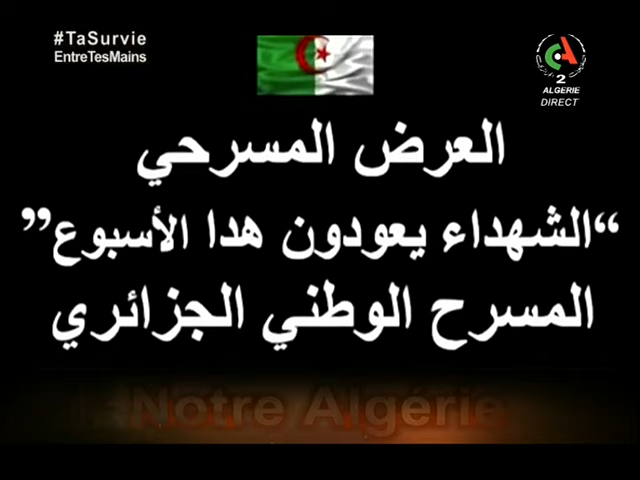 #TaSurvie
EntreTesMains
2
ALGERIE
DIRECT
العرض المسرحي
“الشهداء يعودون هدا الأسبوع”
المسرح الوطني الجزائري
Notre Algérie